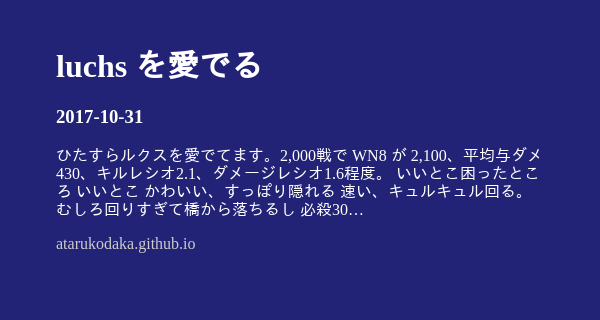 luchs を愛でる
2017-10-31
ひたすらルクスを愛でてます。2,000戦で WN8 が 2,100、平均与ダメ
430、キルレシオ2.1、ダメージレシオ1.6程度。 いいとこ困ったとこ
ろ いいとこ かわいい、すっぽり隠れる 速い、キュルキュル回る。
むしろ回りすぎて橋から落ちるし 必殺30…
atarukodaka.github.io